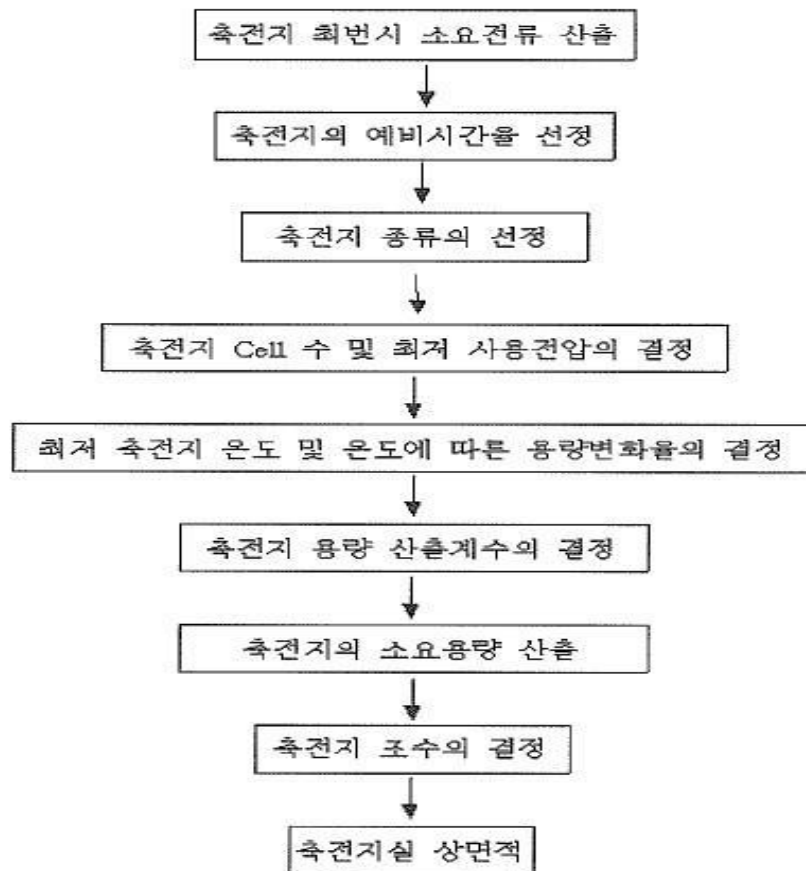 축전지 최번시 소요전류 산출
축전지의 예비시간율 선정
축전지 종류의 선정
축전지 Cell 수 및 최저 사용전압의 결정
최저 축전지 온도 및 온도에 따른 용량변화율의 결정
축전지 용량 산출계수의 결정
축전지의 소요용량 산출
축전지 조수의 결정
축전지실 상면적